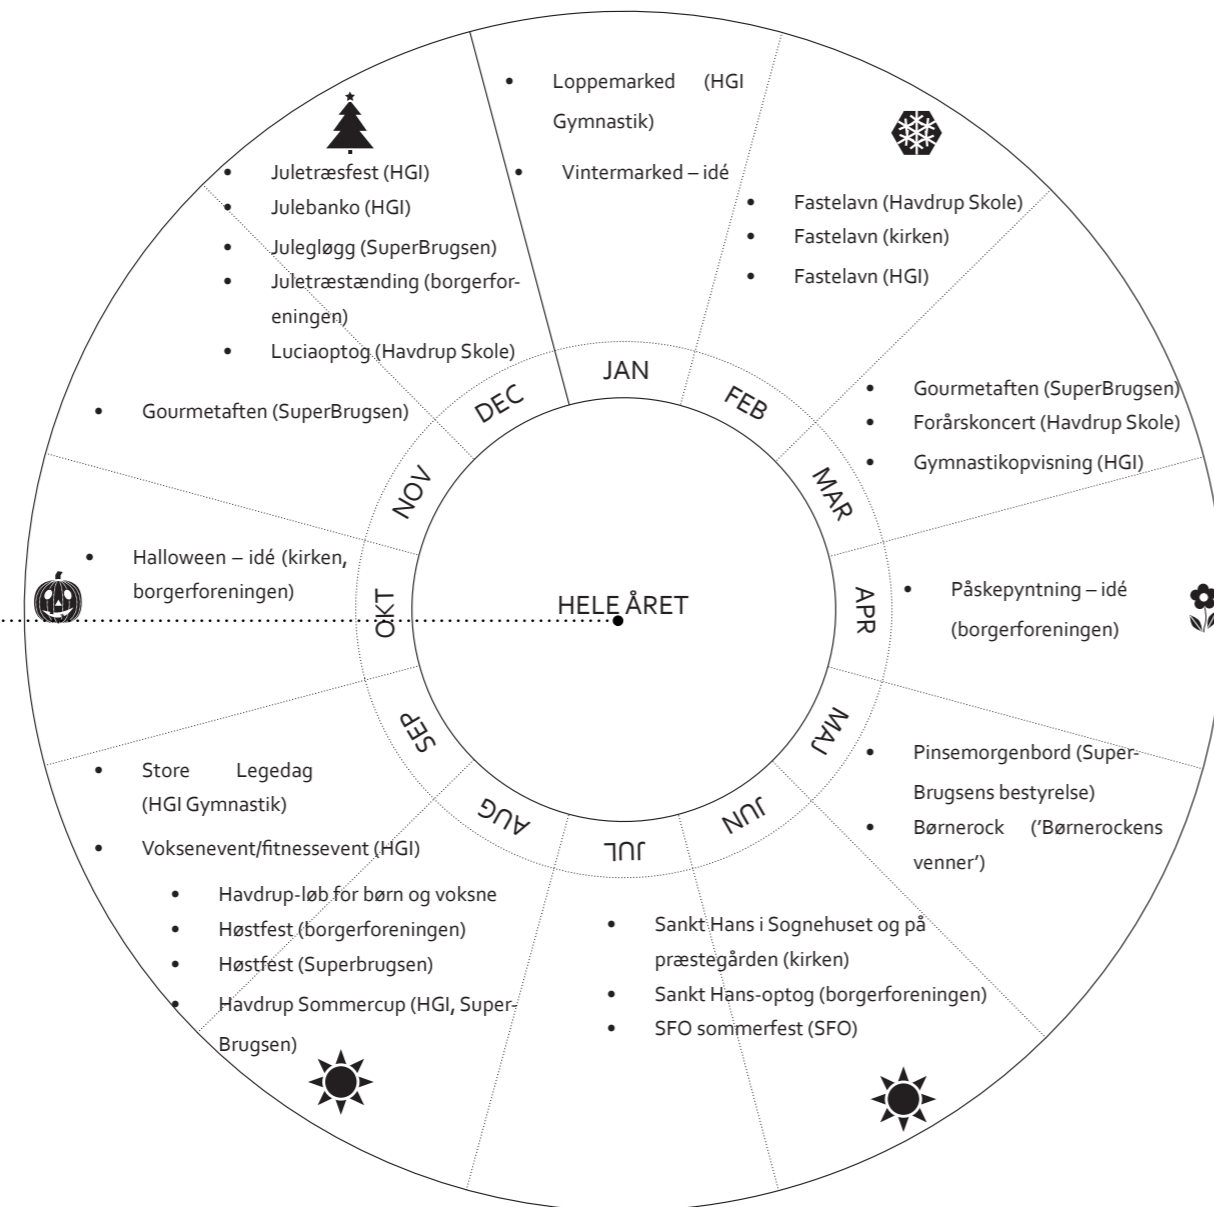 • Loppemarked (HGI
Gymnastik)
• Vintermarked – idé
• Fastelavn (Havdrup Skole)
• Fastelavn (kirken)
• Fastelavn (HGI)
• Gourmetaften (SuperBrugsen)
• Forårskoncert (Havdrup Skole)
• Gymnastikopvisning (HGI)
• Påskepyntning – idé
(borgerforeningen)
• Pinsemorgenbord (Super-
Brugsens bestyrelse)
• Børnerock (’Børnerockens
venner’)
• Sankt Hans i Sognehuset og på
præstegården (kirken)
• Sankt Hans-optog (borgerforeningen)
• SFO sommerfest (SFO)
• Havdrup-løb for børn og voksne
• Høstfest (borgerforeningen)
• Høstfest (Superbrugsen)
• Havdrup Sommercup (HGI, Super-
Brugsen)
• Store Legedag
(HGI Gymnastik)
• Voksenevent/fitnessevent (HGI)
• Halloween – idé (kirken,
borgerforeningen)
• Gourmetaften (SuperBrugsen)
• Juletræsfest (HGI)
• Julebanko (HGI)
• Julegløgg (SuperBrugsen)
• Juletræstænding (borgerfor-
eningen)
• Luciaoptog (Havdrup Skole)
JAN
FEB
MAR
APR
MAJ
JUN
JUL
AUG
SEP
OKT
NOV
DEC
HELE ÅRET